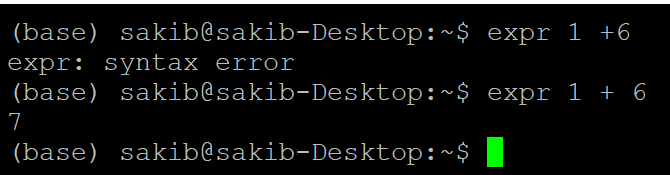 (base) sakib@sakib-Desktop:~$ expr 1 +6
expr: syntax error
(base) sakib@sakib-Desktop:~$ expr 1 + 6
7
(base) sakib@sakib-Desktop:~$